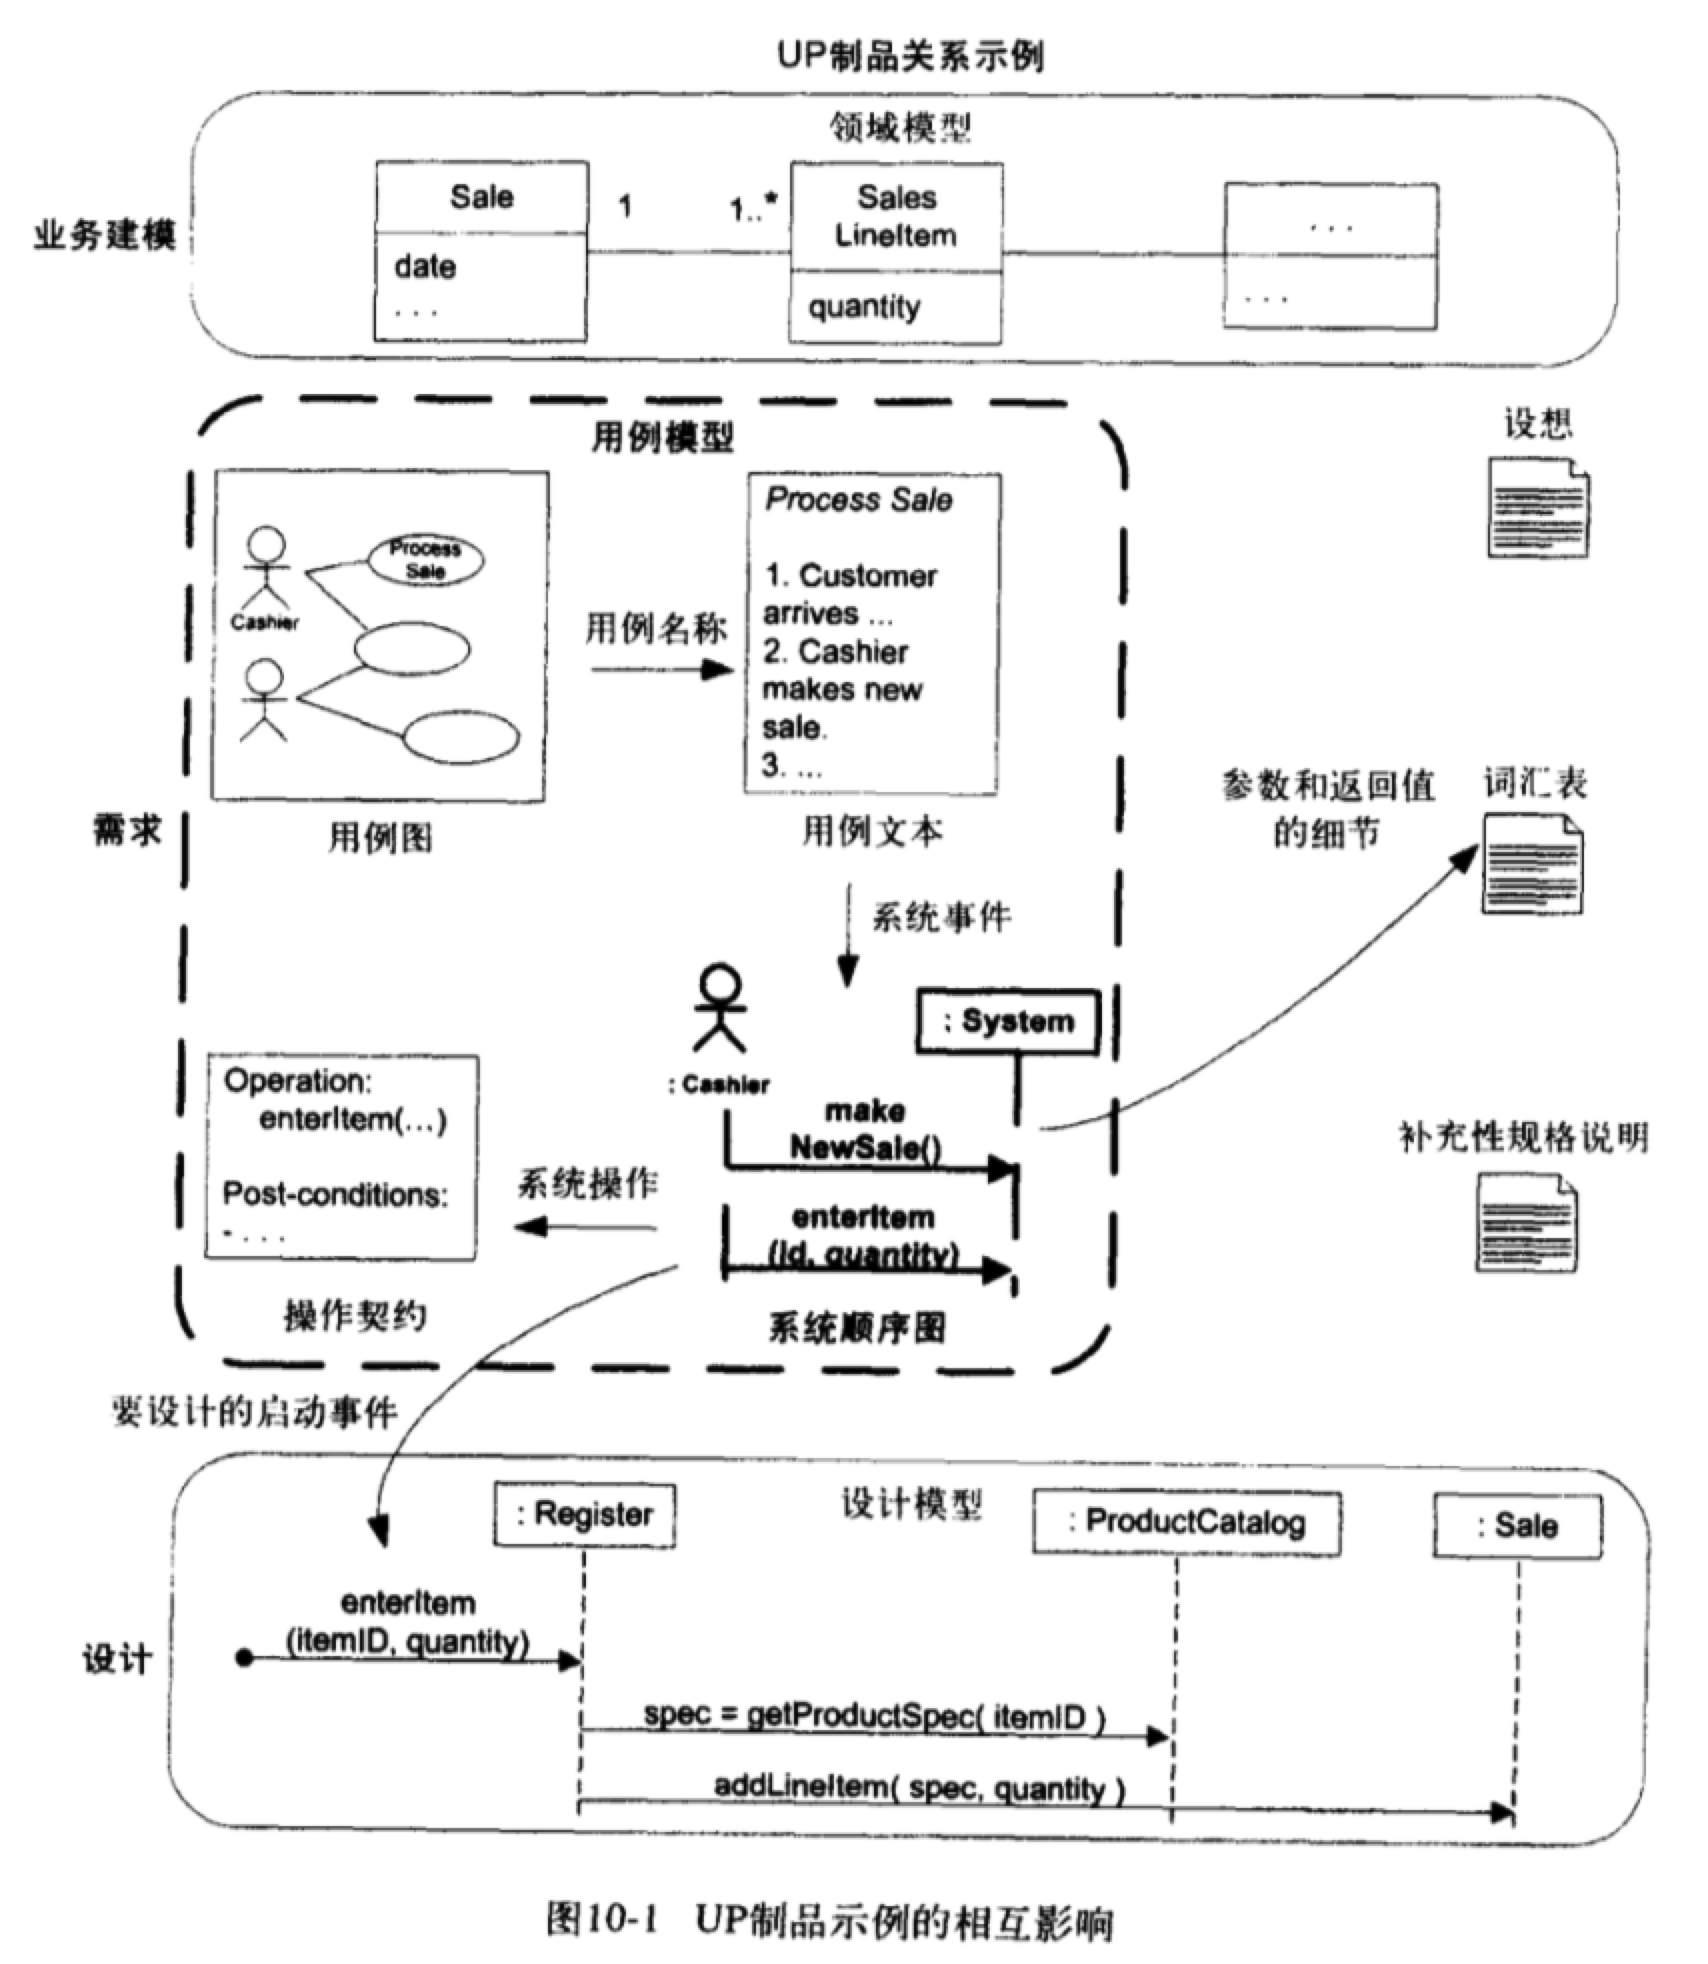 UP制品关系示例
领域模型
业务建模
Sale
date
. . .
1
1..*
Sales
LineItem
quantity
. . .
. . .
用例模型
设想
Process
Sale
Cashier
用例图
用例名称
Process Sale
1. Customer
arrives ...
2. Cashier
makes new
sale.
3. ...
用例文本
需求
参数和返回值
的细节
词汇表
系统事件
: System
: Cashier
make
NewSale()
enterItem
(id, quantity)
系统顺序图
系统操作
Operation:
enterItem(...)
Post-conditions:
- . . .
操作契约
补充性规格说明
要设计的启动事件
设计模型
设计
: Register
: ProductCatalog
: Sale
enterItem
(itemID, quantity)
spec = getProductSpec( itemID )
addLineItem( spec, quantity )
图10-1 UP制品示例的相互影响